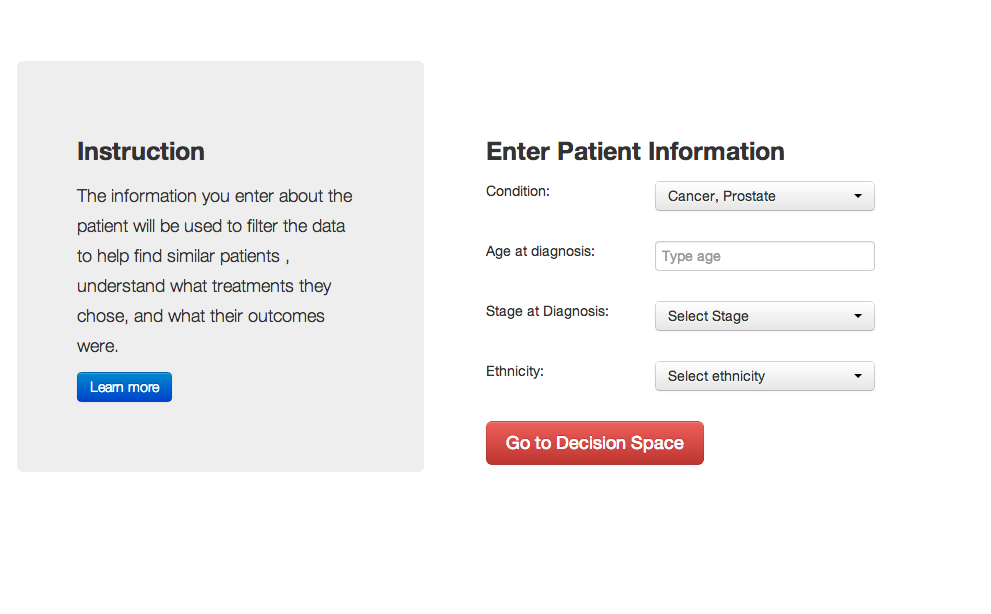 Instruction
The information you enter about the
patient will be used to filter the data
to help find similar patients ,
understand what treatments they
chose, and what their outcomes
were.
Learn more
Enter Patient Information
Condition:
Cancer, Prostate
Age at diagnosis:
Type age
Stage at Diagnosis:
Select Stage
Ethnicity:
Select ethnicity
Go to Decision Space